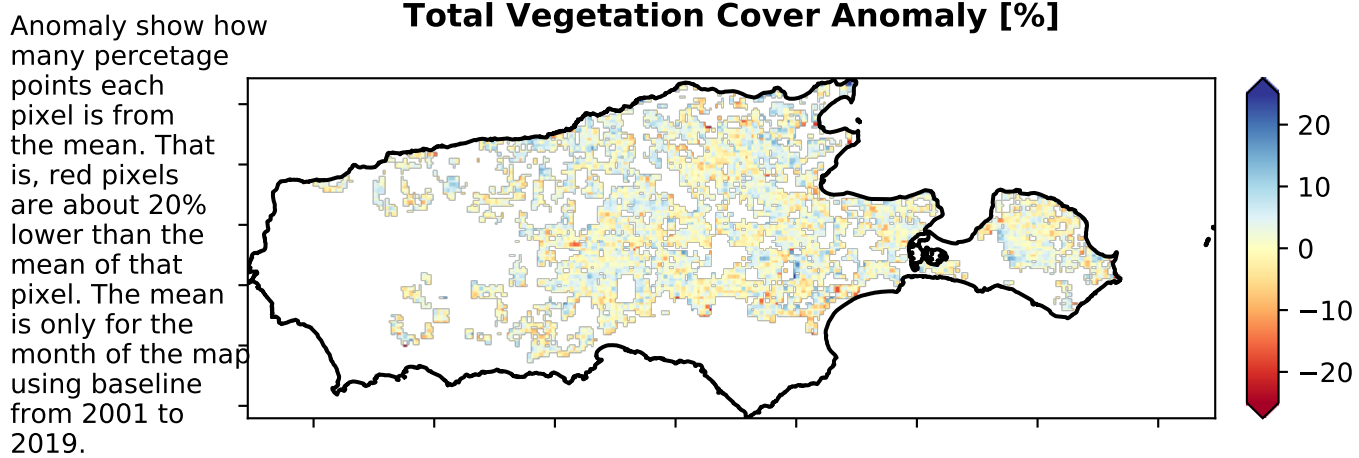 Total Vegetation Cover Anomaly [%]
Anomaly show how
many percetage
points each
pixel is from
the mean. That
is, red pixels
are about 20%
lower than the
mean of that
pixel. The mean
is only for the
month of the map
using baseline
from 2001 to
2019.
20
10
0
−10
−20